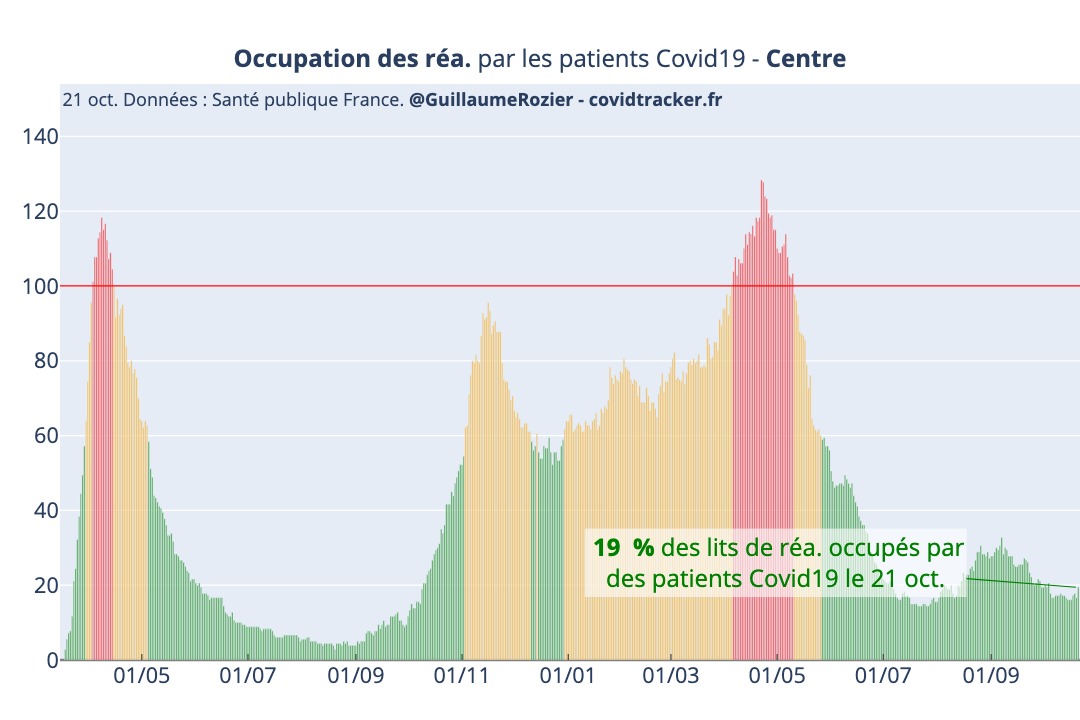 Occupation des réa. par les patients Covid19 - Centre
21 oct. Données : Santé publique France. @GuillaumeRozier - covidtracker.fr
140
120
100
80
60
40
20
0
19 % des lits de réa. occupés par
des patients Covid19 le 21 oct.
01/05 01/07 01/09 01/11 01/01 01/03 01/05 01/07 01/09